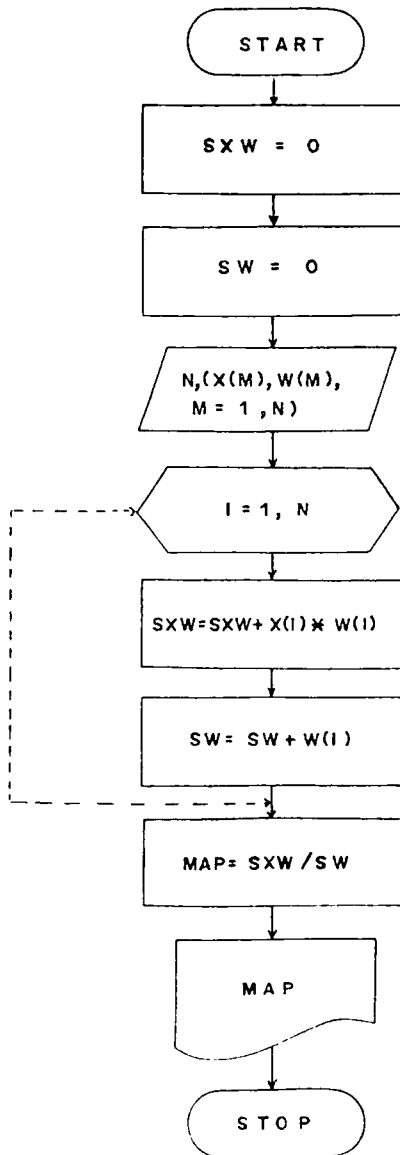 START
SXW = 0
SW = 0
N,(X(M),W(M),
M = 1 ,N)
I = 1, N
SXW=SXW+ X(I) * W(I)
SW= SW + W(I)
MAP= SXW /SW
MAP
STOP